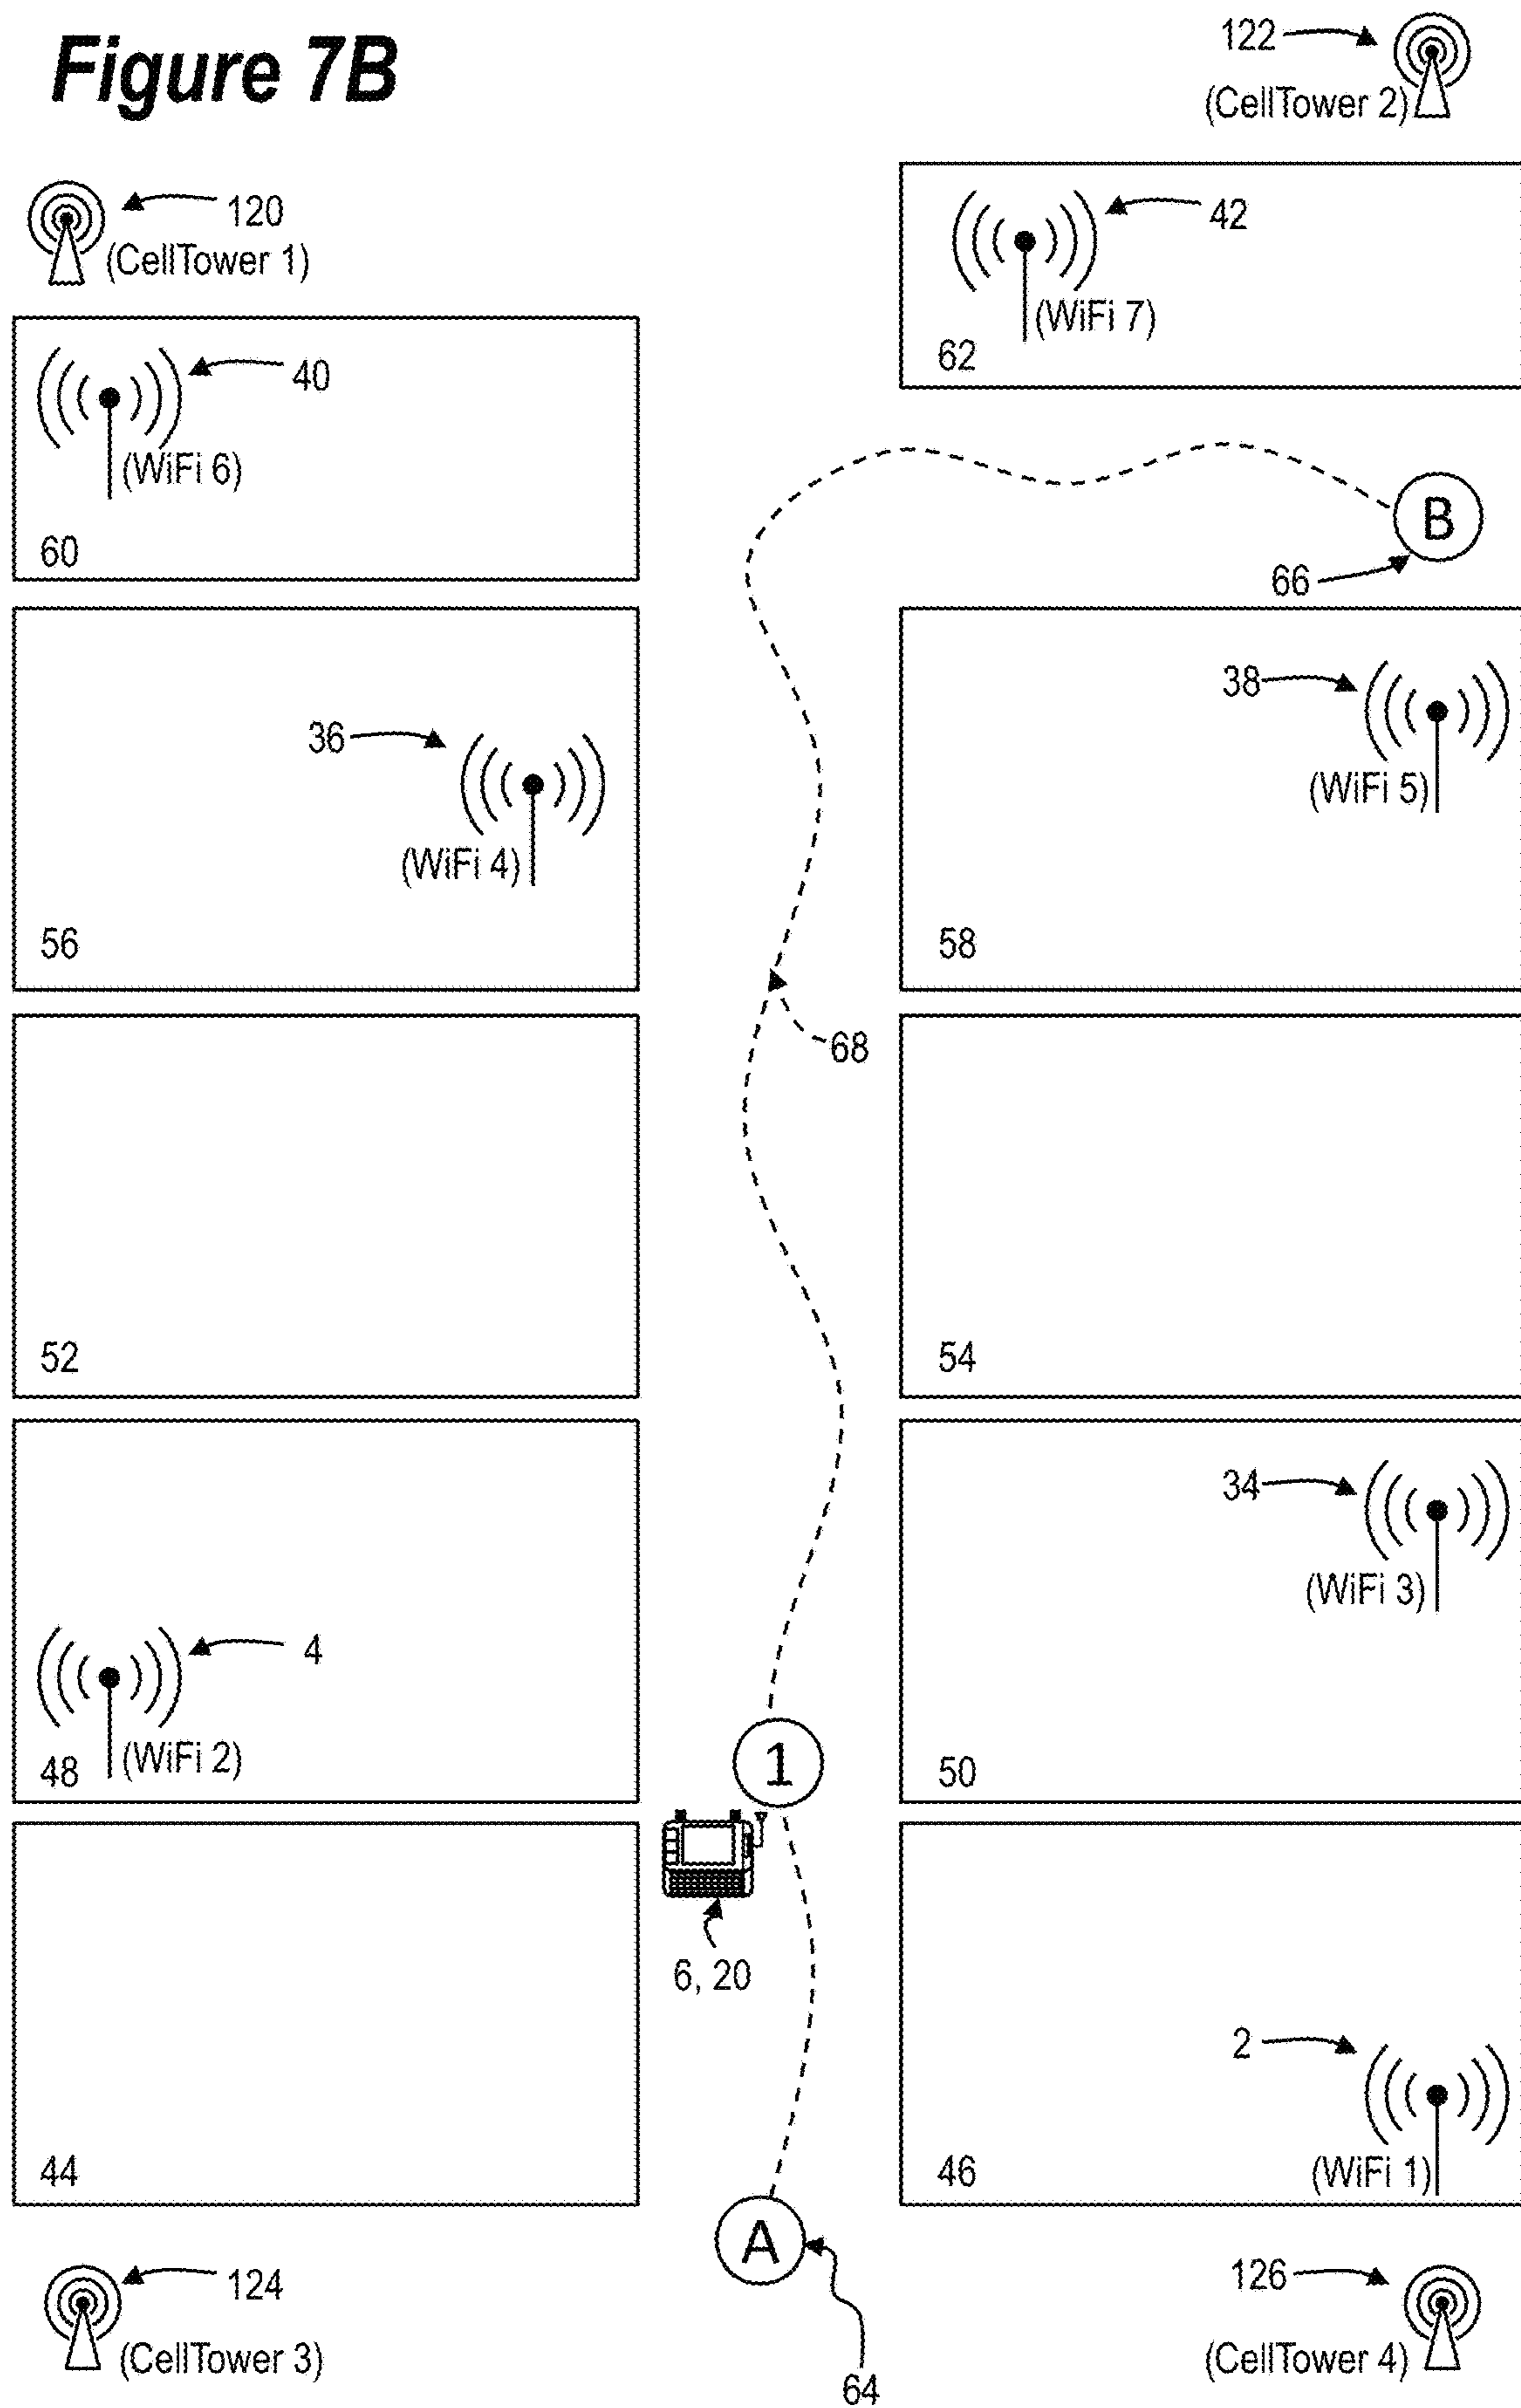 Figure 7B
122
(CellTower 2)
120
(CellTower 1)
42
(WiFi 7)
62
40
(WiFi 6)
60
B
66
38
(WiFi 5)
58
36
(WiFi 4)
56
68
52
54
34
(WiFi 3)
50
4
(WiFi 2)
48
1
6, 20
44
2
(WiFi 1)
46
A
64
124
(CellTower 3)
126
(CellTower 4)